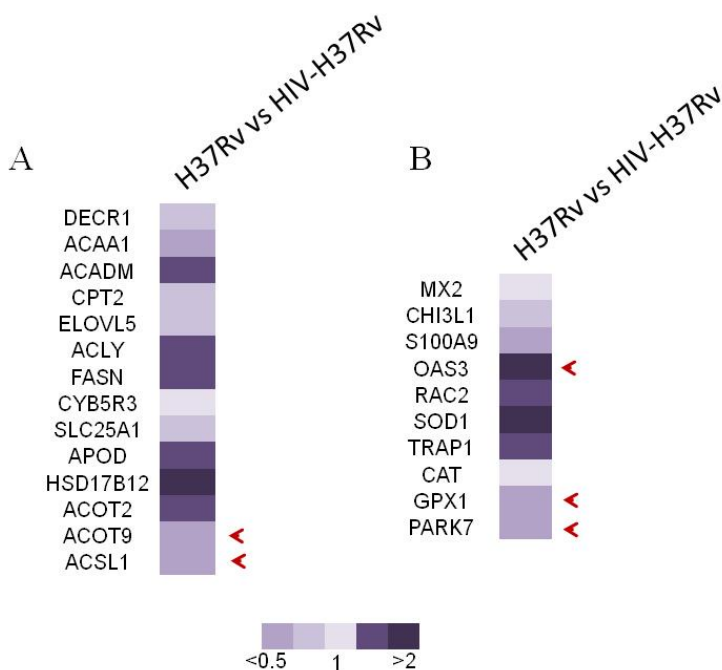 A
H37Rv vs HIV-H37Rv
DECR1
ACAA1
ACADM
CPT2
ELOVL5
ACLY
FASN
CYB5R3
SLC25A1
APOD
HSD17B12
ACOT2
ACOT9
ACSL1
B
H37Rv vs HIV-H37Rv
MX2
CHI3L1
S100A9
OAS3
RAC2
SOD1
TRAP1
CAT
GPX1
PARK7
<0.5 1 >2